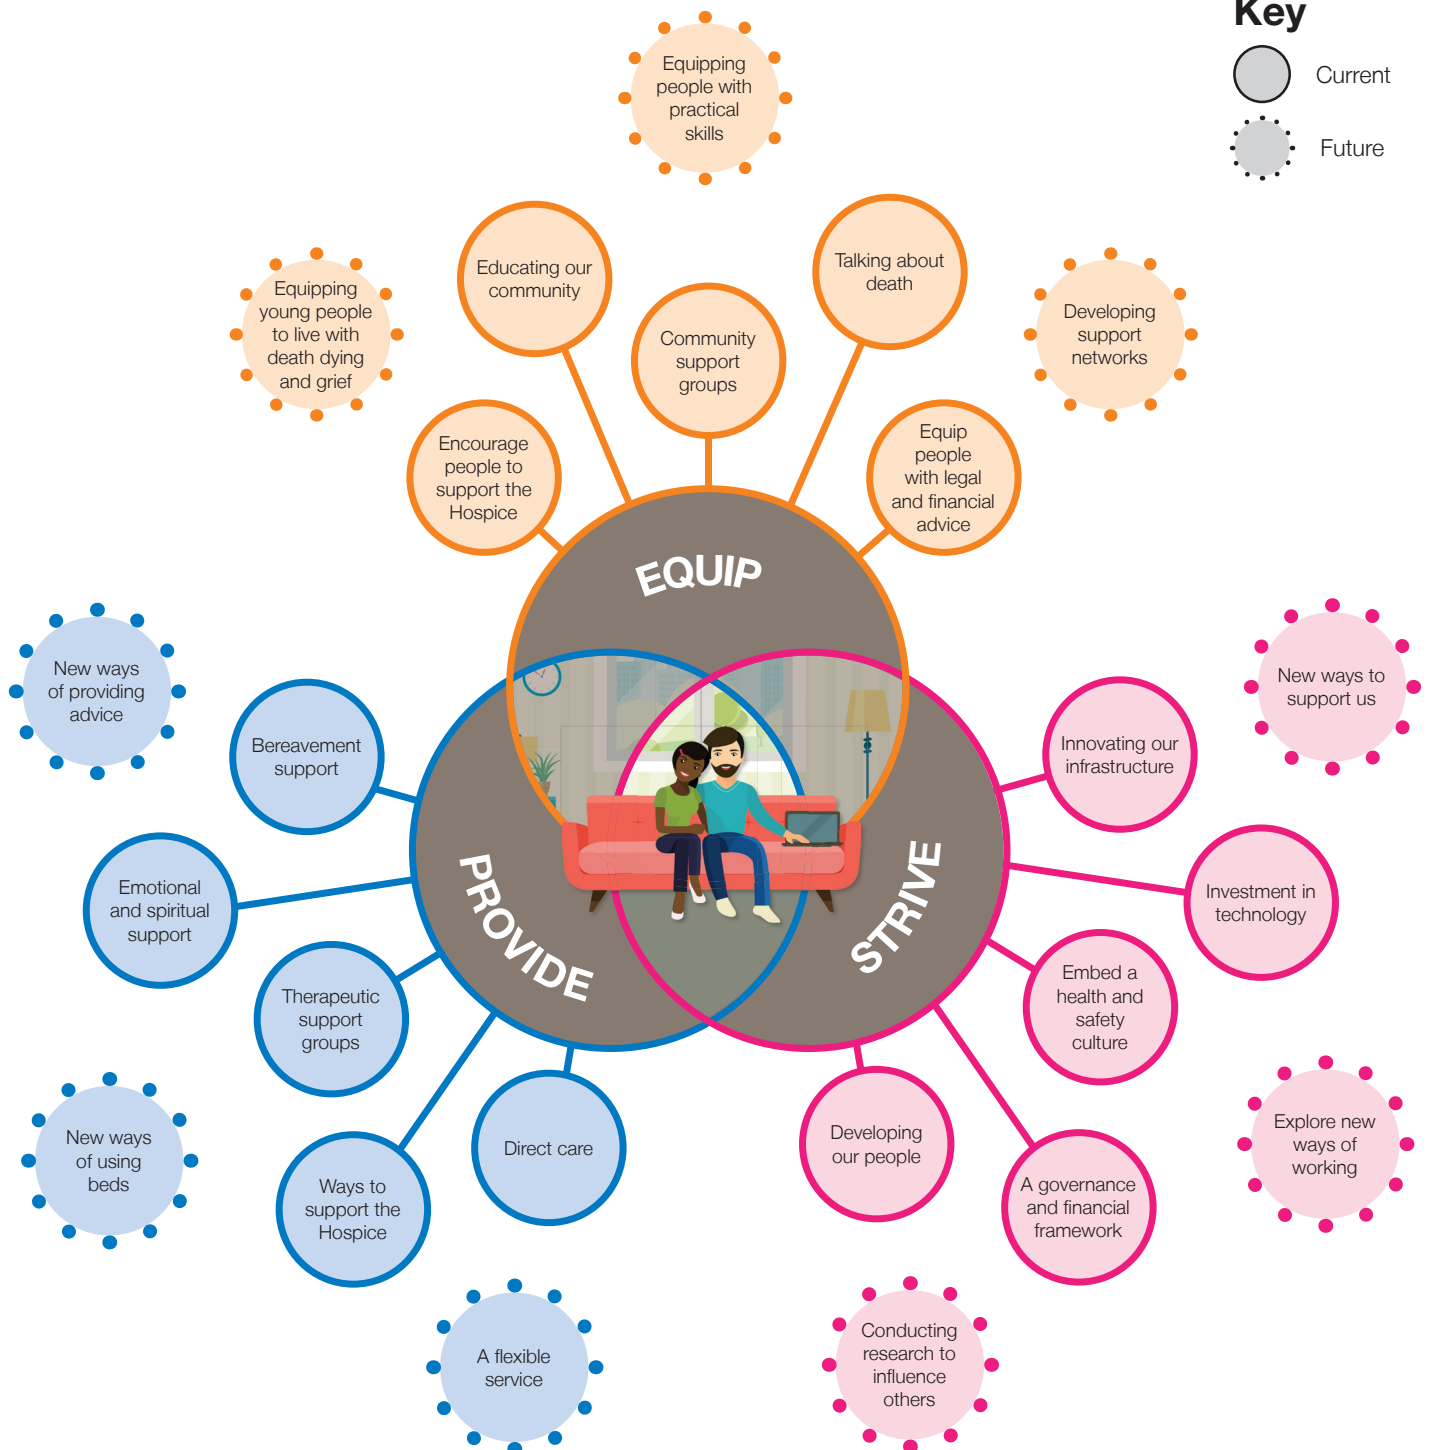 Key
Current
Future
Equipping
people with
practical
skills
Educating our
community
Talking about
death
Equipping
young people
to live with
death dying
and grief
Community
support
groups
Developing
support
networks
Encourage
people to
support the
Hospice
Equip
people
with legal
and financial
advice
EQUIP
New ways
of providing
advice
Bereavement
support
Emotional
and spiritual
support
Therapeutic
support
groups
New ways
of using
beds
Ways to
support the
Hospice
Direct care
A flexible
service
PROVIDE
STRIVE
New ways to
support us
Innovating our
infrastructure
Investment in
technology
Embed a
health and
safety
culture
Explore new
ways of
working
Developing
our people
A governance
and financial
framework
Conducting
research to
influence
others